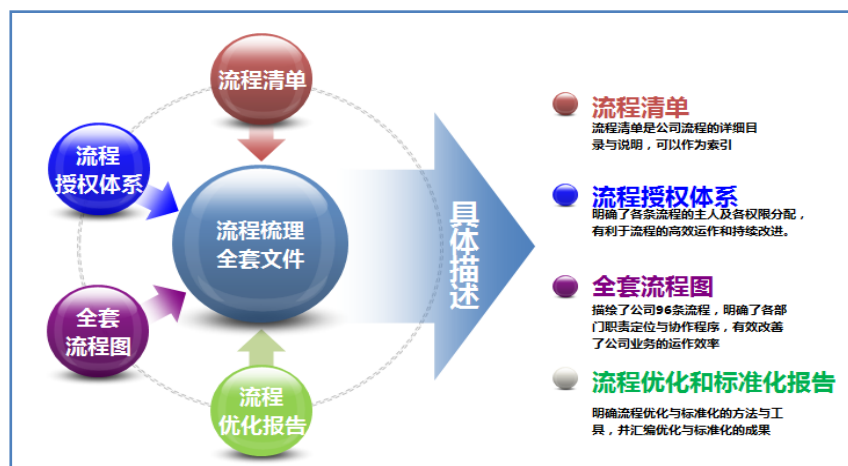 流程清单
流程
授权体系
流程梳理
全套文件
全套
流程图
流程
优化报告
具体描述
流程清单
流程清单是公司流程的详细目
录与说明，可以作为索引
流程授权体系
明确了各条流程的主人及各权限分配，
有利于流程的高效运作和持续改进。
全套流程图
描绘了公司96条流程，明确了各部
门职责定位与协作程序，有效改善
了公司业务的运作效率
流程优化和标准化报告
明确流程优化与标准化的方法与工
具，并汇编优化与标准化的成果